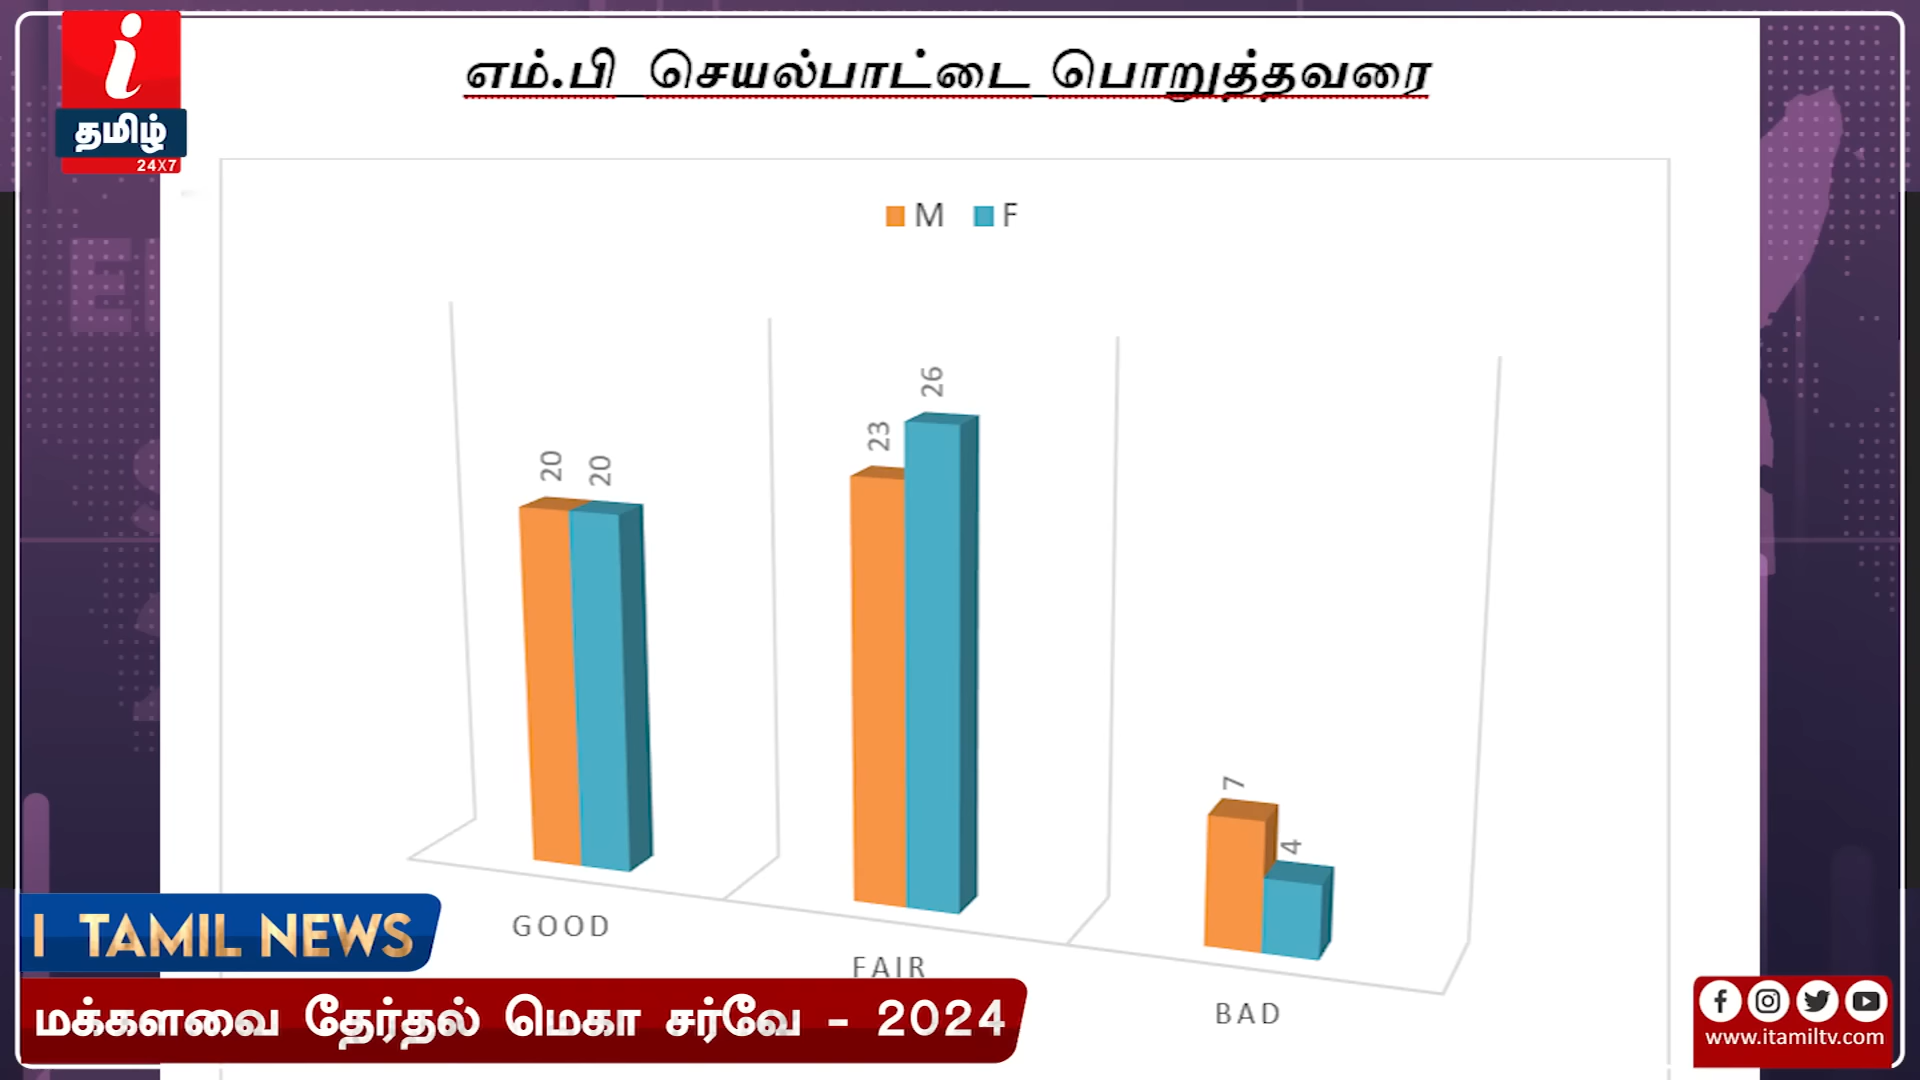 i
தமிழ்
24X7
எம்.பி செயல்பாட்டை பொறுத்தவரை
M F
20 20
23 26
7 4
GOOD
FAIR
BAD
I TAMIL NEWS
மக்களவை தேர்தல் மெகா சர்வே - 2024
www.itamiltv.com